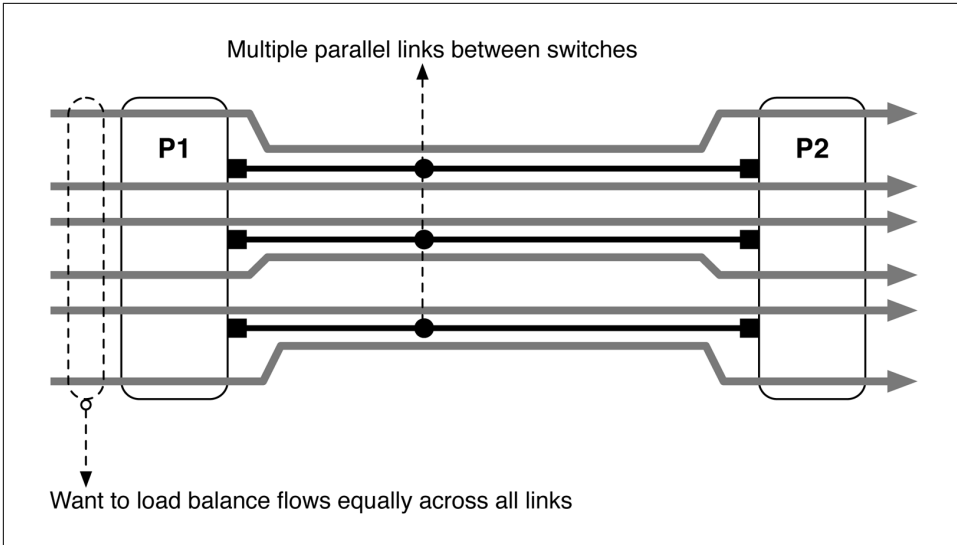 Multiple parallel links between switches
P1
P2
Want to load balance flows equally across all links